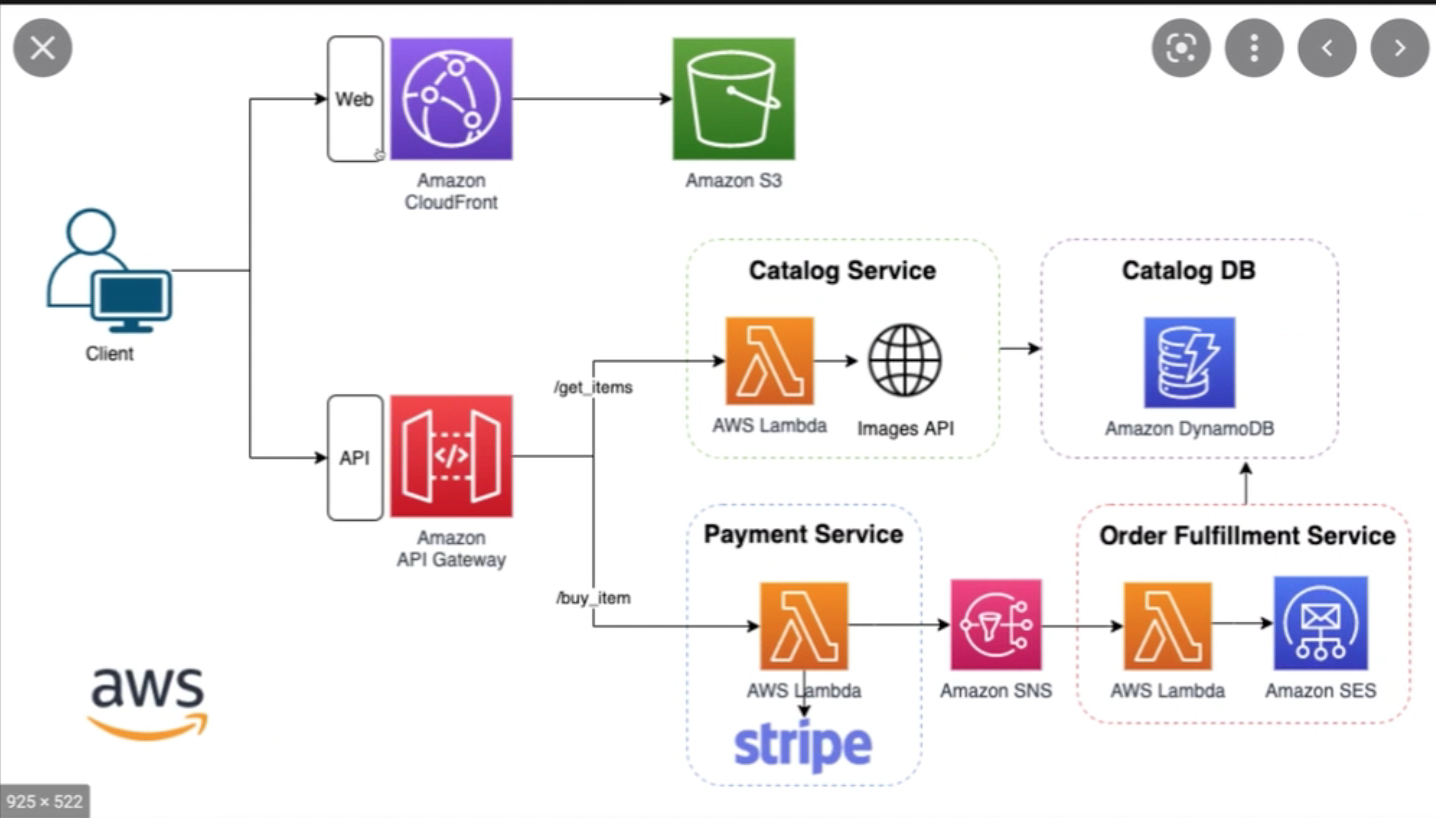 Web
Amazon
CloudFront
Amazon S3
Client
API
Amazon
API Gateway
/get_items
/buy_item
Catalog Service
AWS Lambda
Images API
Catalog DB
Amazon DynamoDB
Payment Service
AWS Lambda
stripe
Amazon SNS
Order Fulfillment Service
AWS Lambda
Amazon SES
aws
925 × 522